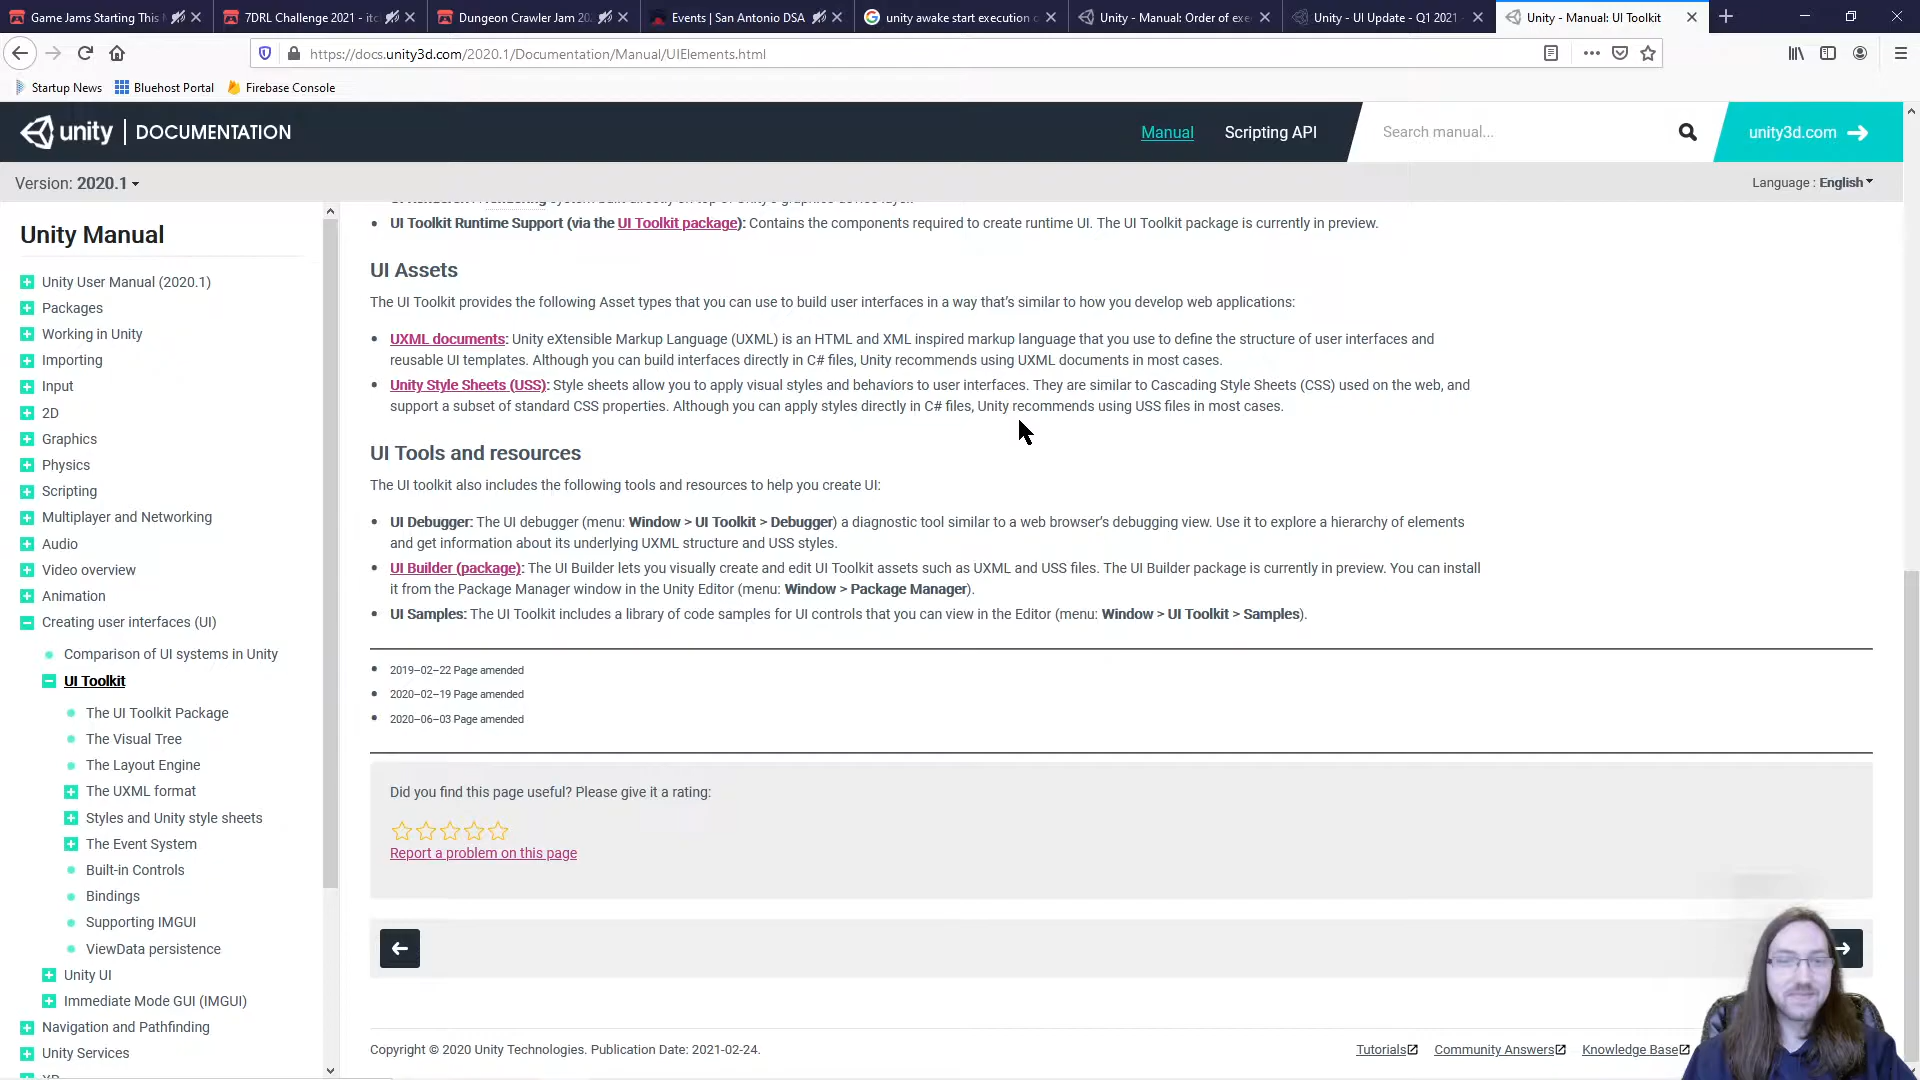 Game Jams Starting This
7DRL Challenge 2021 - itc
Dungeon Crawler Jam 20
Events | San Antonio DSA
unity awake start execution o
Unity - Manual: Order of exe
Unity - UI Update - Q1 2021
Unity - Manual: UI Toolkit
https://docs.unity3d.com/2020.1/Documentation/Manual/UIElements.html
Startup News
Bluehost Portal
Firebase Console
unity | DOCUMENTATION
Manual
Scripting API
Search manual...
unity3d.com
Version: 2020.1
Language : English
Unity Manual
Unity User Manual (2020.1)
Packages
Working in Unity
Importing
Input
2D
Graphics
Physics
Scripting
Multiplayer and Networking
Audio
Video overview
Animation
Creating user interfaces (UI)
Comparison of UI systems in Unity
UI Toolkit
The UI Toolkit Package
The Visual Tree
The Layout Engine
The UXML format
Styles and Unity style sheets
The Event System
Built-in Controls
Bindings
Supporting IMGUI
ViewData persistence
Unity UI
Immediate Mode GUI (IMGUI)
Navigation and Pathfinding
Unity Services
UI Toolkit Runtime Support (via the UI Toolkit package): Contains the components required to create runtime UI. The UI Toolkit package is currently in preview.
UI Assets
The UI Toolkit provides the following Asset types that you can use to build user interfaces in a way that's similar to how you develop web applications:
UXML documents: Unity eXtensible Markup Language (UXML) is an HTML and XML inspired markup language that you use to define the structure of user interfaces and
reusable UI templates. Although you can build interfaces directly in C# files, Unity recommends using UXML documents in most cases.
Unity Style Sheets (USS): Style sheets allow you to apply visual styles and behaviors to user interfaces. They are similar to Cascading Style Sheets (CSS) used on the web, and
support a subset of standard CSS properties. Although you can apply styles directly in C# files, Unity recommends using USS files in most cases.
UI Tools and resources
The UI toolkit also includes the following tools and resources to help you create UI:
UI Debugger: The UI debugger (menu: Window > UI Toolkit > Debugger) a diagnostic tool similar to a web browser's debugging view. Use it to explore a hierarchy of elements
and get information about its underlying UXML structure and USS styles.
UI Builder (package): The UI Builder lets you visually create and edit UI Toolkit assets such as UXML and USS files. The UI Builder package is currently in preview. You can install
it from the Package Manager window in the Unity Editor (menu: Window > Package Manager).
UI Samples: The UI Toolkit includes a library of code samples for UI controls that you can view in the Editor (menu: Window > UI Toolkit > Samples).
2019–02–22 Page amended
2020–02–19 Page amended
2020–06–03 Page amended
Did you find this page useful? Please give it a rating:
Report a problem on this page
Copyright © 2020 Unity Technologies. Publication Date: 2021-02-24.
Tutorials
Community Answers
Knowledge Base